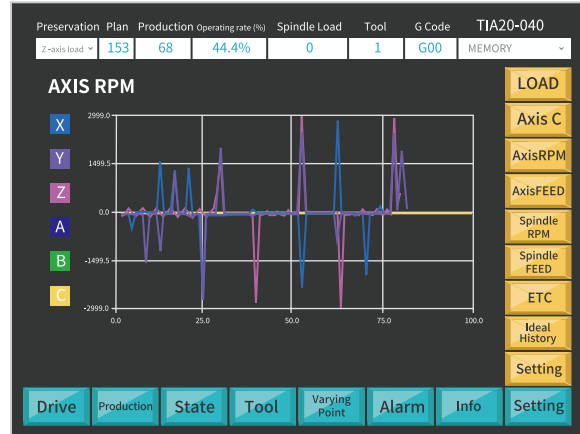 Preservation Plan Production Operating rate (%) Spindle Load Tool G Code TIA20-040
Z-axis load 153 68 44.4% 0 1 G00 MEMORY
AXIS RPM
X
Y
Z
A
B
C
2999.0
1499.5
0.0
-1499.5
-2999.0
0.0 25.0 50.0 75.0 100.0
LOAD
Axis C
AxisRPM
AxisFEED
Spindle
RPM
Spindle
FEED
ETC
Ideal
History
Setting
Drive Production State Tool Varying
Point Alarm Info Setting